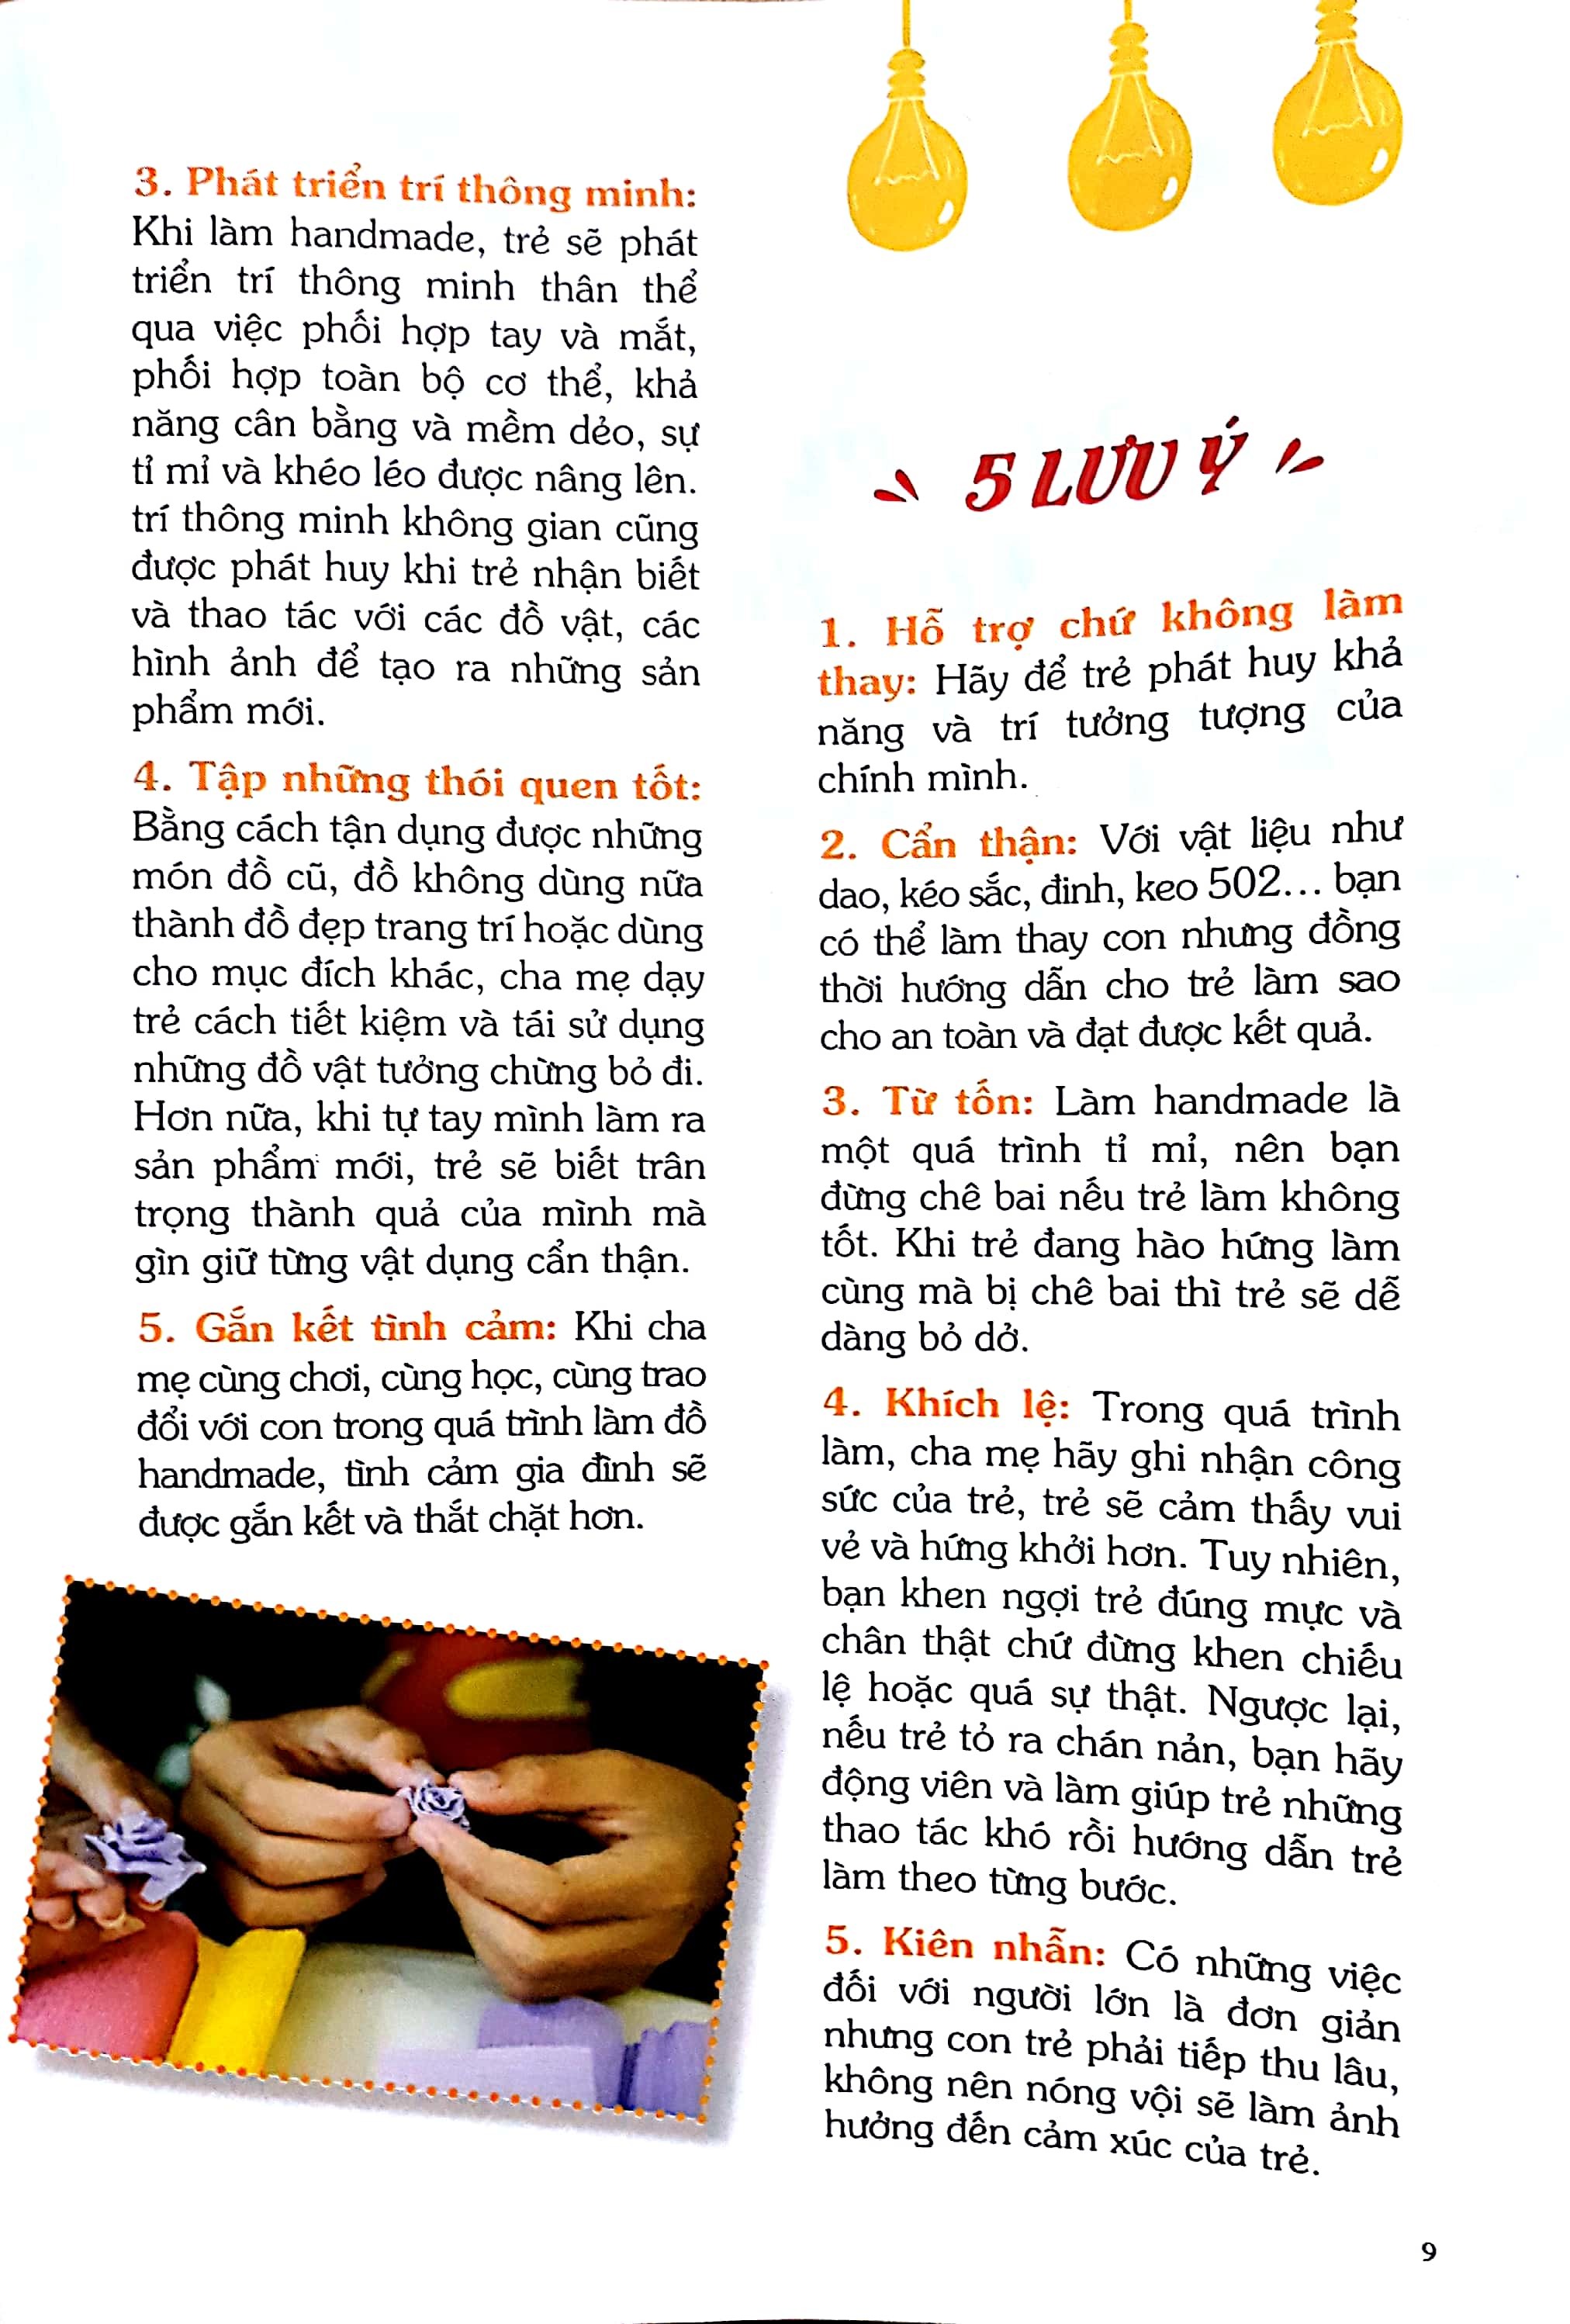 3. Phát triển trí thông minh:
Khi làm handmade, trẻ sẽ phát
triển trí thông minh thân thể
qua việc phối hợp tay và mắt,
phối hợp toàn bộ cơ thể, khả
năng cân bằng và mềm dẻo, sự
tỉ mỉ và khéo léo được nâng lên.
trí thông minh không gian cũng
được phát huy khi trẻ nhận biết
và thao tác với các đồ vật, các
hình ảnh để tạo ra những sản
phẩm mới.
4. Tập những thói quen tốt:
Bằng cách tận dụng được những
món đồ cũ, đồ không dùng nữa
thành đồ đẹp trang trí hoặc dùng
cho mục đích khác, cha mẹ dạy
trẻ cách tiết kiệm và tái sử dụng
những đồ vật tưởng chừng bỏ đi.
Hơn nữa, khi tự tay mình làm ra
sản phẩm mới, trẻ sẽ biết trân
trọng thành quả của mình mà
gìn giữ từng vật dụng cẩn thận.
5. Gắn kết tình cảm: Khi cha
mẹ cùng chơi, cùng học, cùng trao
đổi với con trong quá trình làm đồ
handmade, tình cảm gia đình sẽ
được gắn kết và thắt chặt hơn.
5 LƯU Ý
1. Hỗ trợ chứ không làm
thay: Hãy để trẻ phát huy khả
năng và trí tưởng tượng của
chính mình.
2. Cẩn thận: Với vật liệu như
dao, kéo sắc, đinh, keo 502... bạn
có thể làm thay con nhưng đồng
thời hướng dẫn cho trẻ làm sao
cho an toàn và đạt được kết quả.
3. Từ tốn: Làm handmade là
một quá trình tỉ mỉ, nên bạn
đừng chê bai nếu trẻ làm không
tốt. Khi trẻ đang hào hứng làm
cùng mà bị chê bai thì trẻ sẽ dễ
dàng bỏ dở.
4. Khích lệ: Trong quá trình
làm, cha mẹ hãy ghi nhận công
sức của trẻ, trẻ sẽ cảm thấy vui
vẻ và hứng khởi hơn. Tuy nhiên,
bạn khen ngợi trẻ đúng mực và
chân thật chứ đừng khen chiếu
lệ hoặc quá sự thật. Ngược lại,
nếu trẻ tỏ ra chán nản, bạn hãy
động viên và làm giúp trẻ những
thao tác khó rồi hướng dẫn trẻ
làm theo từng bước.
5. Kiên nhẫn: Có những việc
đối với người lớn là đơn giản
nhưng con trẻ phải tiếp thu lâu,
không nên nóng vội sẽ làm ảnh
hưởng đến cảm xúc của trẻ.
9